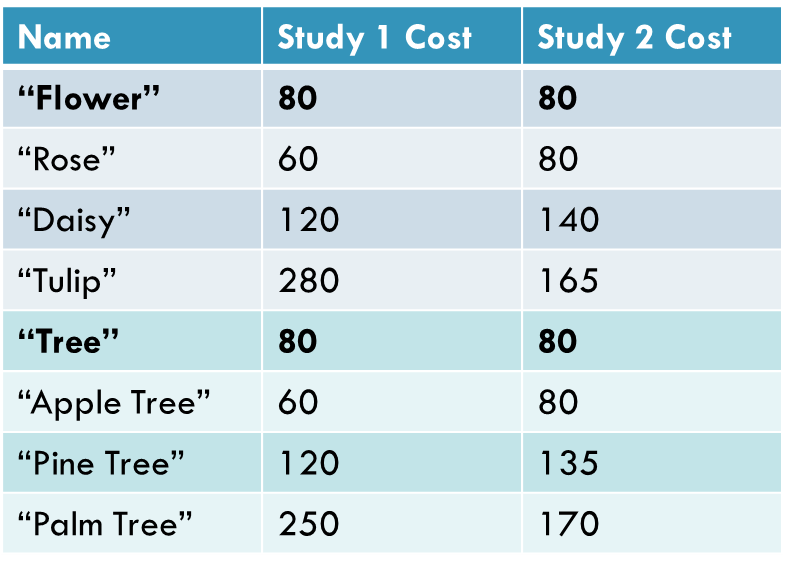 Name Study 1 Cost Study 2 Cost
“Flower” 80 80
“Rose” 60 80
“Daisy” 120 140
“Tulip” 280 165
“Tree” 80 80
“Apple Tree” 60 80
“Pine Tree” 120 135
“Palm Tree” 250 170